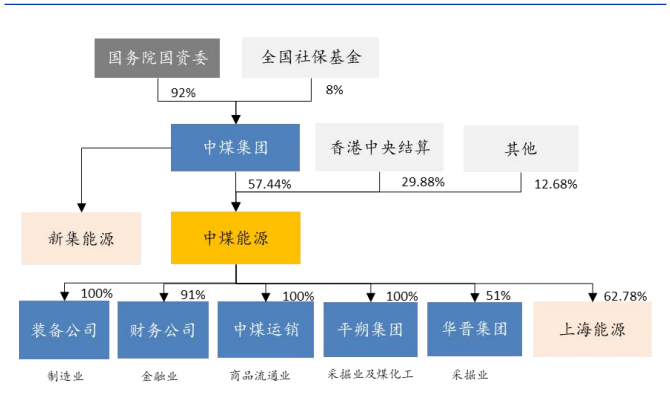 国务院国资委
全国社保基金
92%
8%
中煤集团
香港中央结算
其他
57.44%
29.88%
12.68%
新集能源
中煤能源
100%
91%
100%
100%
51%
62.78%
装备公司
财务公司
中煤运销
平朔集团
华晋集团
上海能源
制造业
金融业
商品流通业
采掘业及煤化工
采掘业